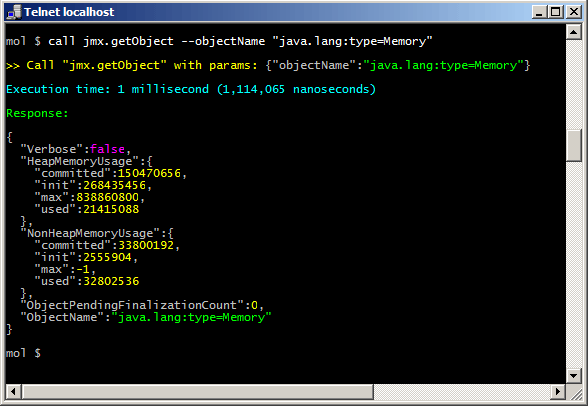 Telnet localhost
mol $ call jmx.getObject --objectName "java.lang:type=Memory"
>> Call "jmx.getObject" with params: {"objectName":"java.lang:type=Memory"}
Execution time: 1 millisecond (1,114,065 nanoseconds)
Response:
{
  "Verbose":false,
  "HeapMemoryUsage":{
    "committed":150470656,
    "init":268435456,
    "max":838860800,
    "used":21415088
  },
  "NonHeapMemoryUsage":{
    "committed":33800192,
    "init":2555904,
    "max":-1,
    "used":32802536
  },
  "ObjectPendingFinalizationCount":0,
  "ObjectName":"java.lang:type=Memory"
}
mol $